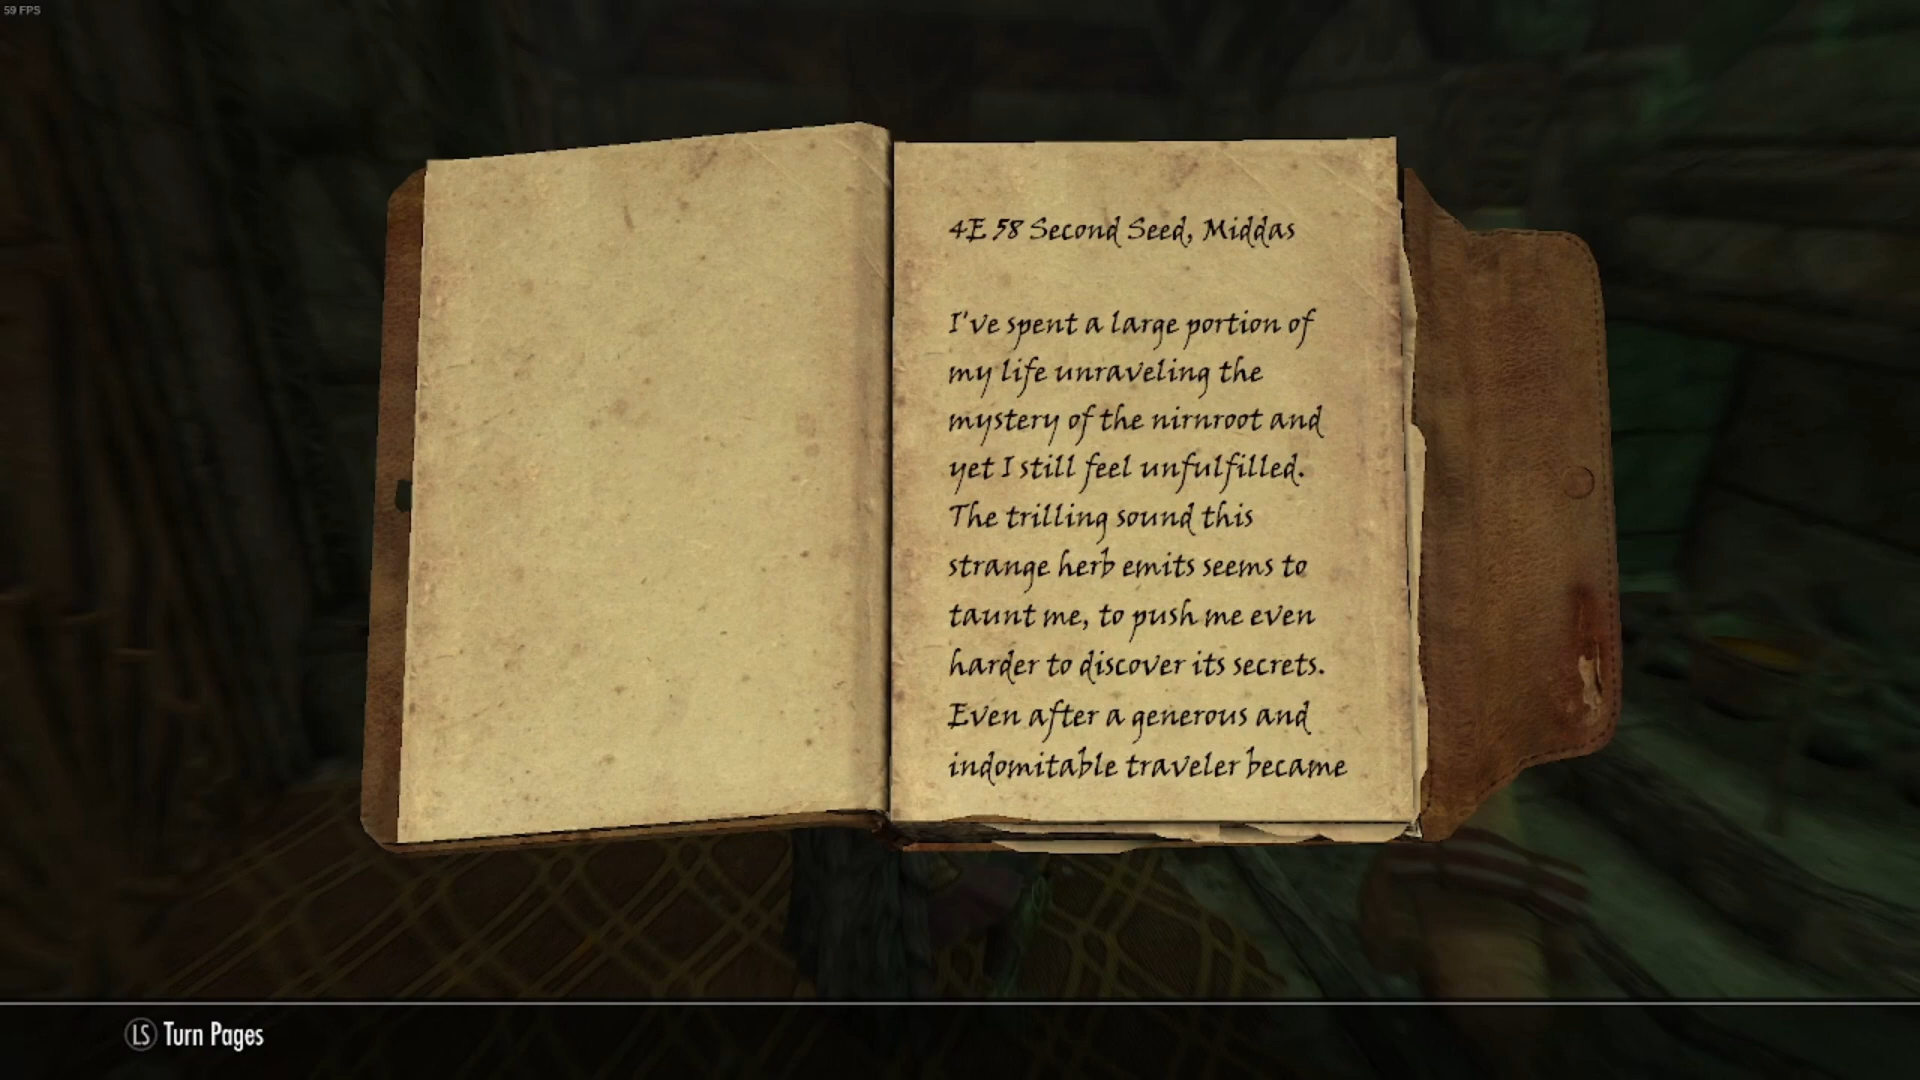 59 FPS
4E 58 Second Seed, Middas
I've spent a large portion of
my life unraveling the
mystery of the nirnroot and
yet I still feel unfulfilled.
The trilling sound this
strange herb emits seems to
taunt me, to push me even
harder to discover its secrets.
Even after a generous and
indomitable traveler became
LS Turn Pages